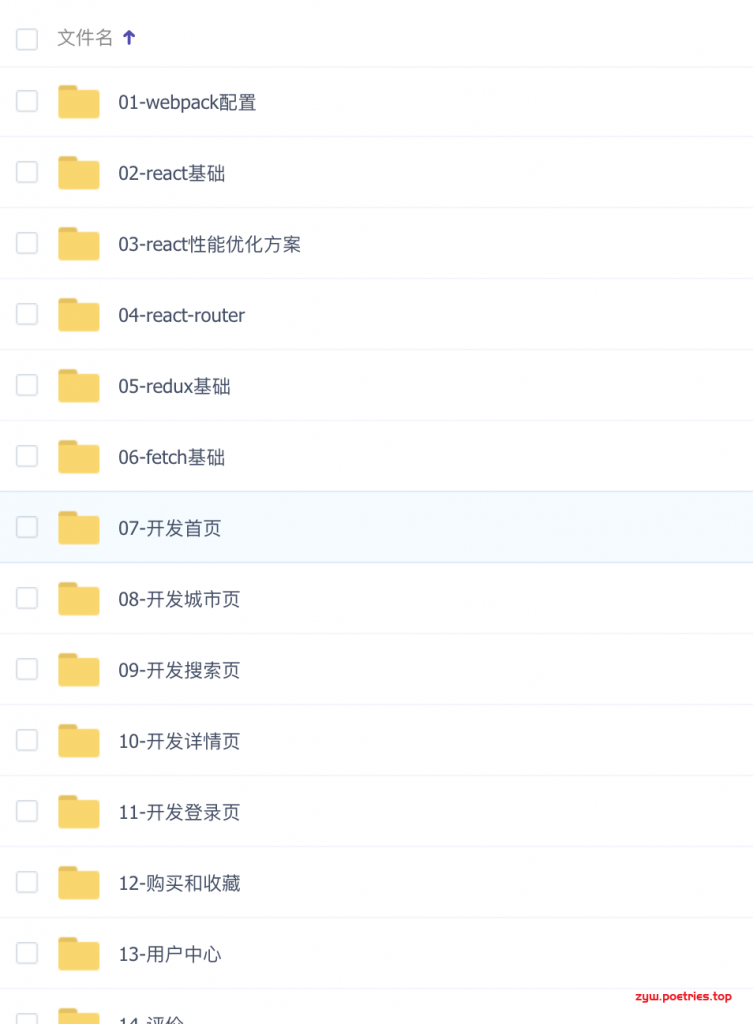 文件名
01-webpack配置
02-react基础
03-react性能优化方案
04-react-router
05-redux基础
06-fetch基础
07-开发首页
08-开发城市页
09-开发搜索页
10-开发详情页
11-开发登录页
12-购买和收藏
13-用户中心
14-评价
zyw.poetries.top